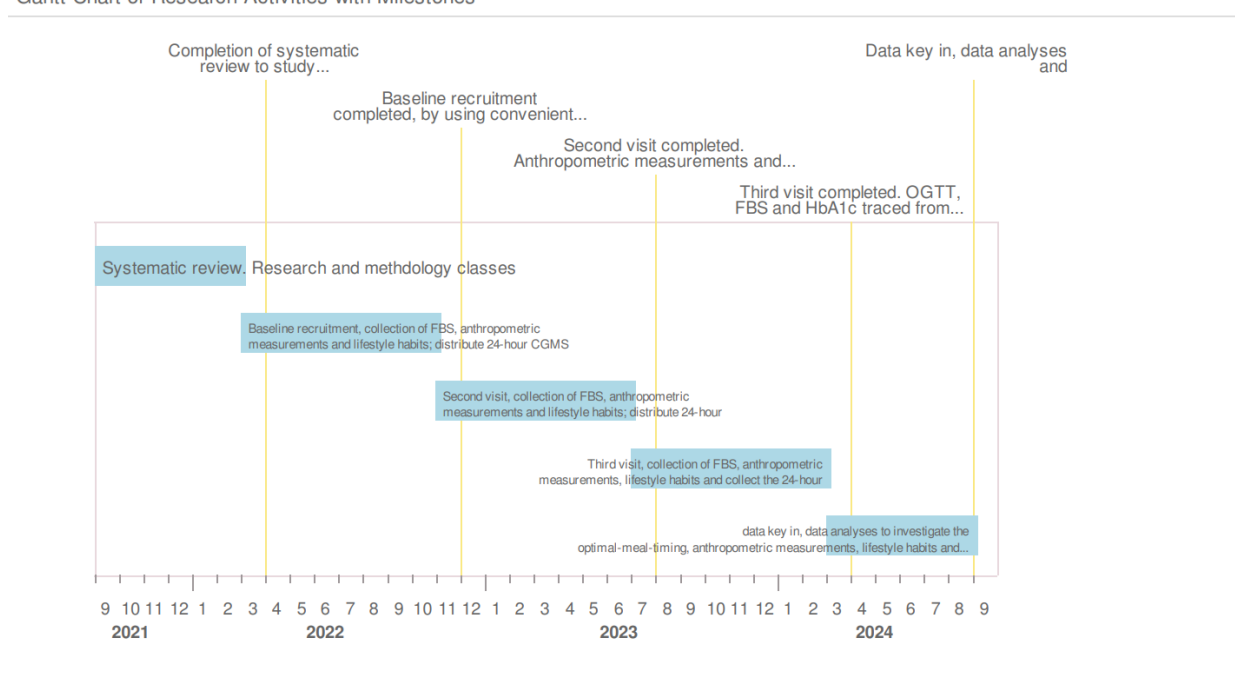 Gantt Chart of Research Activities with Milestones
Completion of systematic
review to study...
Data key in, data analyses
and
Baseline recruitment
completed, by using convenient...
Second visit completed.
Anthropometric measurements and...
Third visit completed. OGTT,
FBS and HbA1c traced from...
Systematic review. Research and methdology classes
Baseline recruitment, collection of FBS, anthropometric
measurements and lifestyle habits; distribute 24-hour CGMS
Second visit, collection of FBS, anthropometric
measurements and lifestyle habits; distribute 24-hour
Third visit, collection of FBS, anthropometric
measurements, lifestyle habits and collect the 24-hour
data key in, data analyses to investigate the
optimal-meal-timing, anthropometric measurements, lifestyle habits and...
9 10 11 12 1 2 3 4 5 6 7 8 9 10 11 12 1 2 3 4 5 6 7 8 9 10 11 12 1 2 3 4 5 6 7 8 9
2021 2022 2023 2024